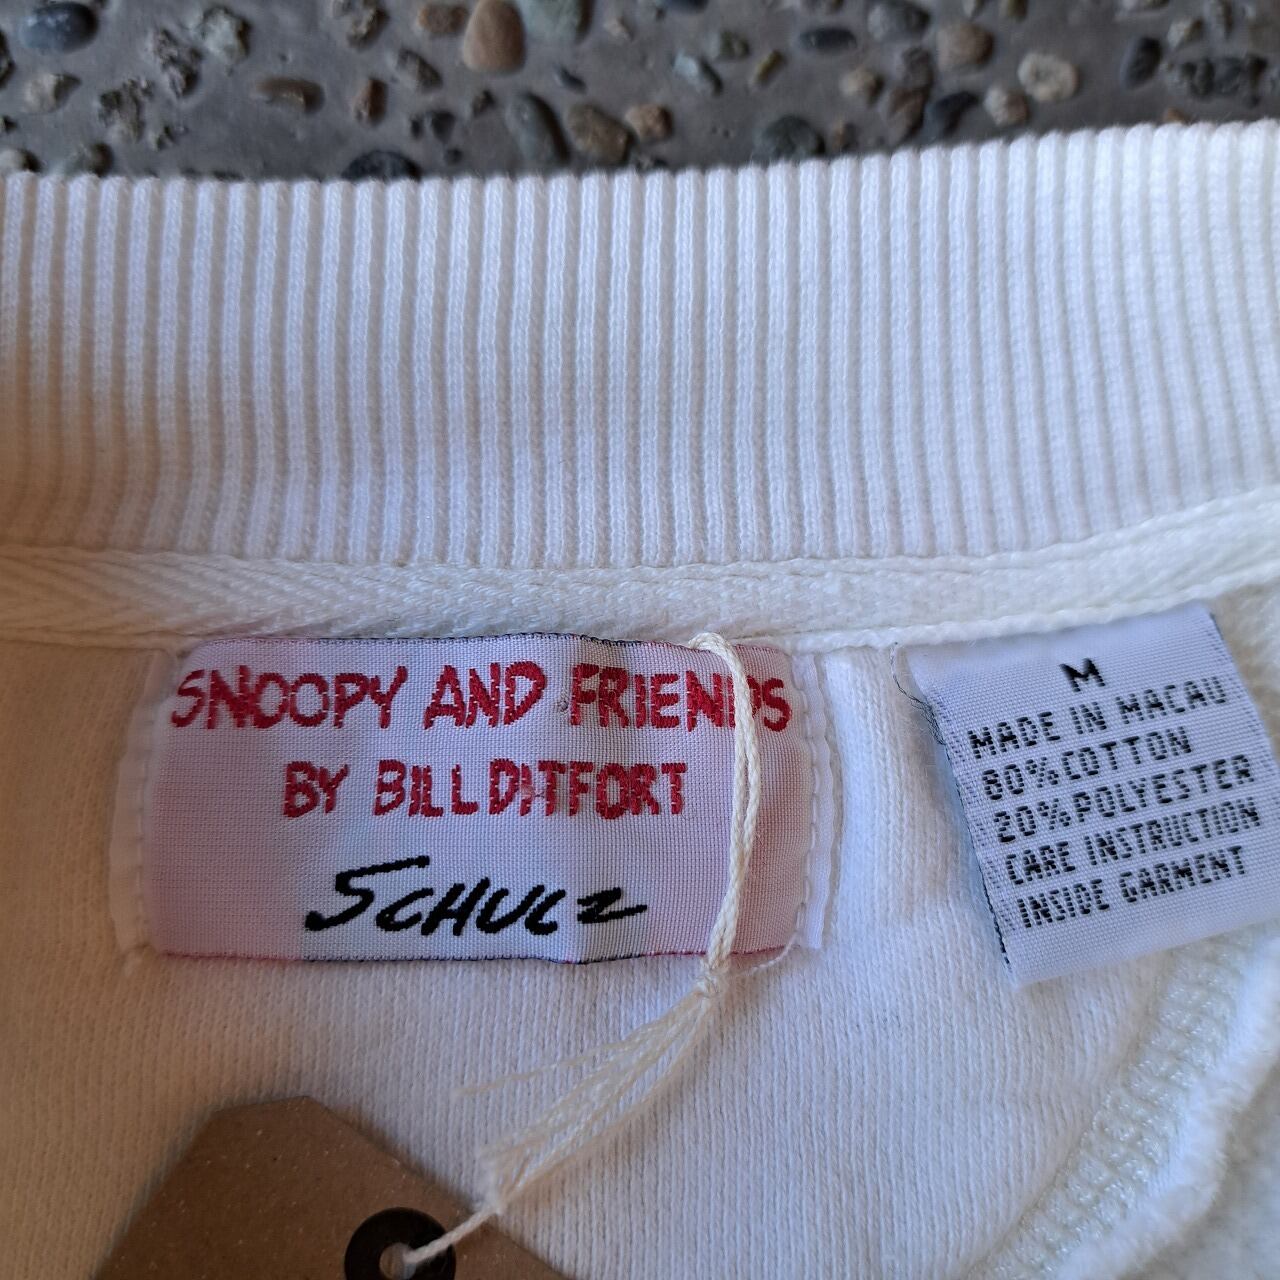 SNOOPY AND FRIENDS
BY BILL DITFORT
SCHULZ
M
MADE IN MACAU
80% COTTON
20% POLYESTER
CARE INSTRUCTION
INSIDE GARMENT